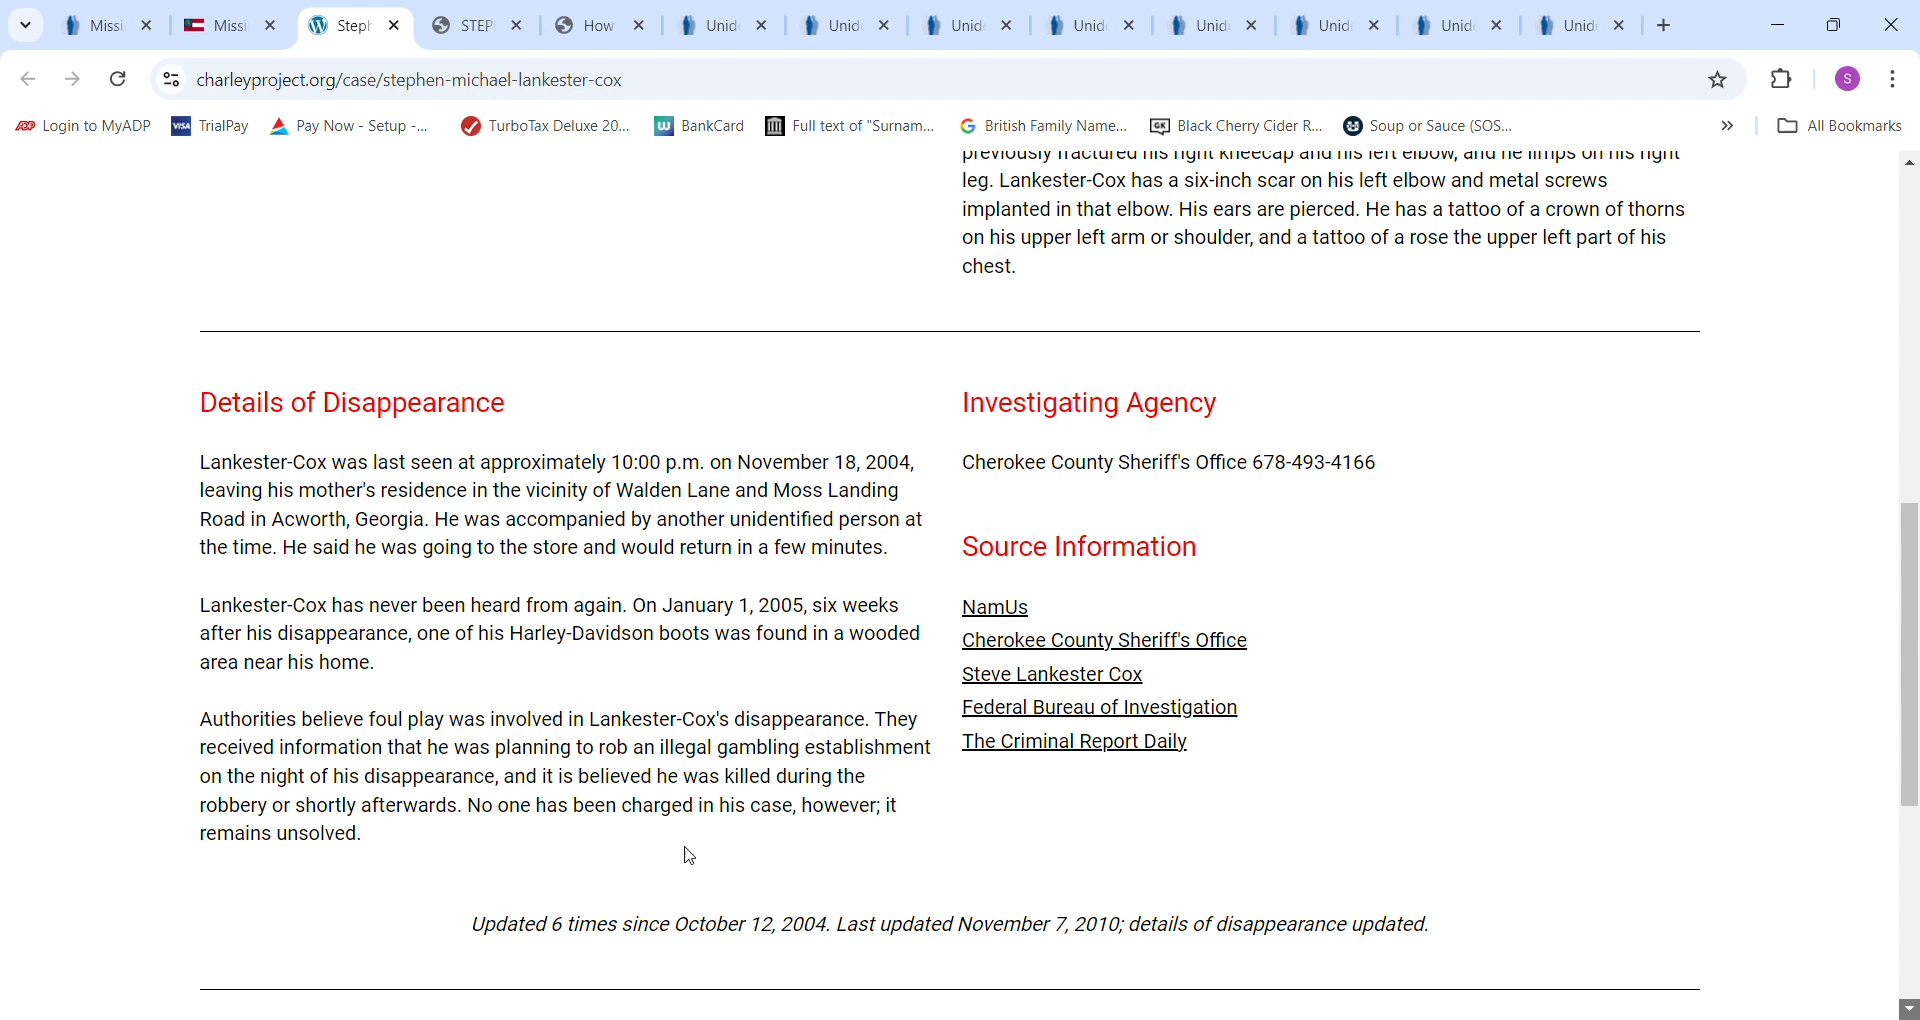 Missi
Missi
Steph
STEP
How
Unid
Unid
Unid
Unid
Unid
Unid
Unid
Unid
charleyproject.org/case/stephen-michael-lankester-cox
S
ADP Login to MyADP
VISA TrialPay
Pay Now - Setup -...
TurboTax Deluxe 20...
BankCard
Full text of "Surnam...
British Family Name...
GK Black Cherry Cider R...
Soup or Sauce (SOS...
All Bookmarks
previously fractured his right kneecap and his left elbow, and he limps on his right
leg. Lankester-Cox has a six-inch scar on his left elbow and metal screws
implanted in that elbow. His ears are pierced. He has a tattoo of a crown of thorns
on his upper left arm or shoulder, and a tattoo of a rose the upper left part of his
chest.
Details of Disappearance
Lankester-Cox was last seen at approximately 10:00 p.m. on November 18, 2004,
leaving his mother's residence in the vicinity of Walden Lane and Moss Landing
Road in Acworth, Georgia. He was accompanied by another unidentified person at
the time. He said he was going to the store and would return in a few minutes.
Lankester-Cox has never been heard from again. On January 1, 2005, six weeks
after his disappearance, one of his Harley-Davidson boots was found in a wooded
area near his home.
Authorities believe foul play was involved in Lankester-Cox's disappearance. They
received information that he was planning to rob an illegal gambling establishment
on the night of his disappearance, and it is believed he was killed during the
robbery or shortly afterwards. No one has been charged in his case, however; it
remains unsolved.
Investigating Agency
Cherokee County Sheriff's Office 678-493-4166
Source Information
NamUs
Cherokee County Sheriff's Office
Steve Lankester Cox
Federal Bureau of Investigation
The Criminal Report Daily
Updated 6 times since October 12, 2004. Last updated November 7, 2010; details of disappearance updated.